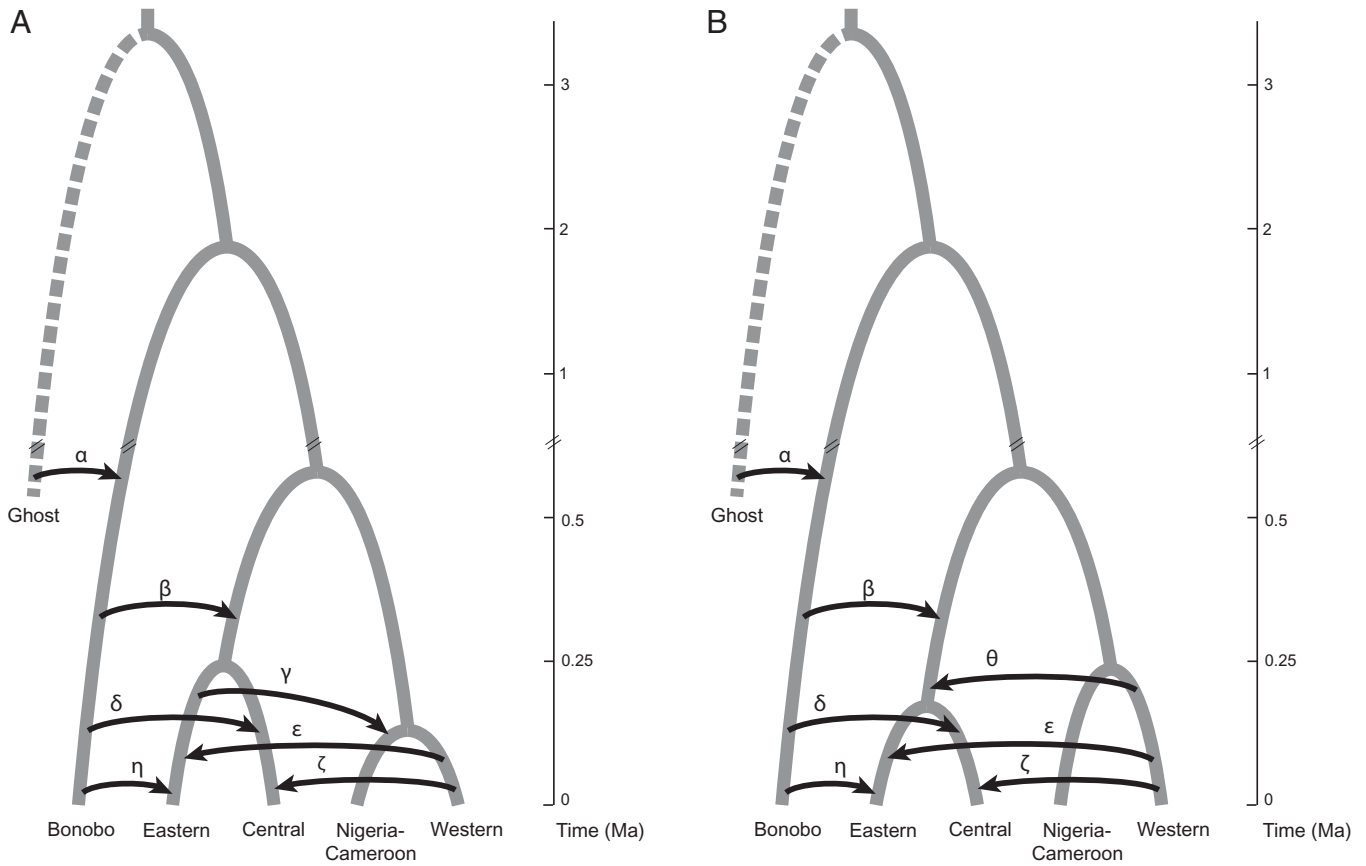 A
3
2
1
α
Ghost
0.5
β
0.25
γ
δ
ε
η
ζ
0
Bonobo Eastern Central Nigeria- Western Time (Ma)
Cameroon
B
3
2
1
α
Ghost
0.5
β
θ
0.25
δ
ε
η
ζ
0
Bonobo Eastern Central Nigeria- Western Time (Ma)
Cameroon